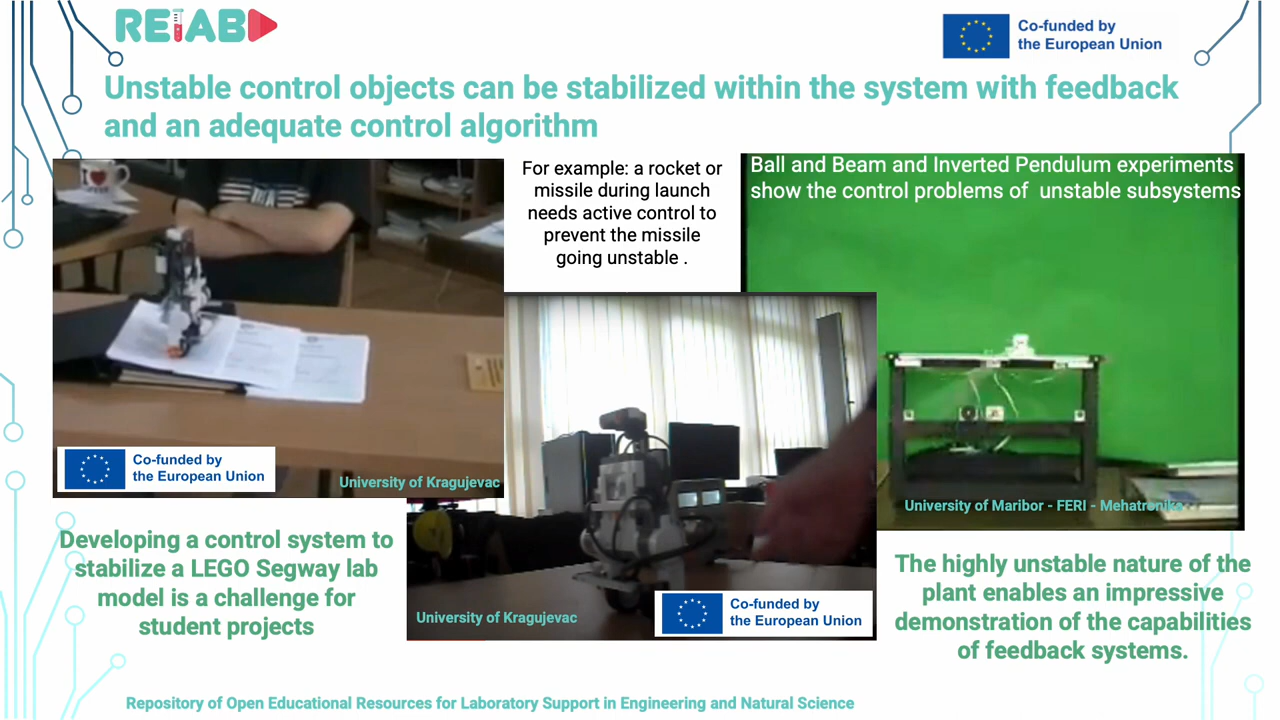 RELAB
Co-funded by
the European Union
Unstable control objects can be stabilized within the system with feedback
and an adequate control algorithm
For example: a rocket or
missile during launch
needs active control to
prevent the missile
going unstable .
Ball and Beam and Inverted Pendulum experiments
show the control problems of unstable subsystems
I
Co-funded by
the European Union
University of Kragujevac
University of Maribor - FERI - Mehatronika
Developing a control system to
stabilize a LEGO Segway lab
model is a challenge for
student projects
University of Kragujevac
Co-funded by
the European Union
The highly unstable nature of the
plant enables an impressive
demonstration of the capabilities
of feedback systems.
Repository of Open Educational Resources for Laboratory Support in Engineering and Natural Science